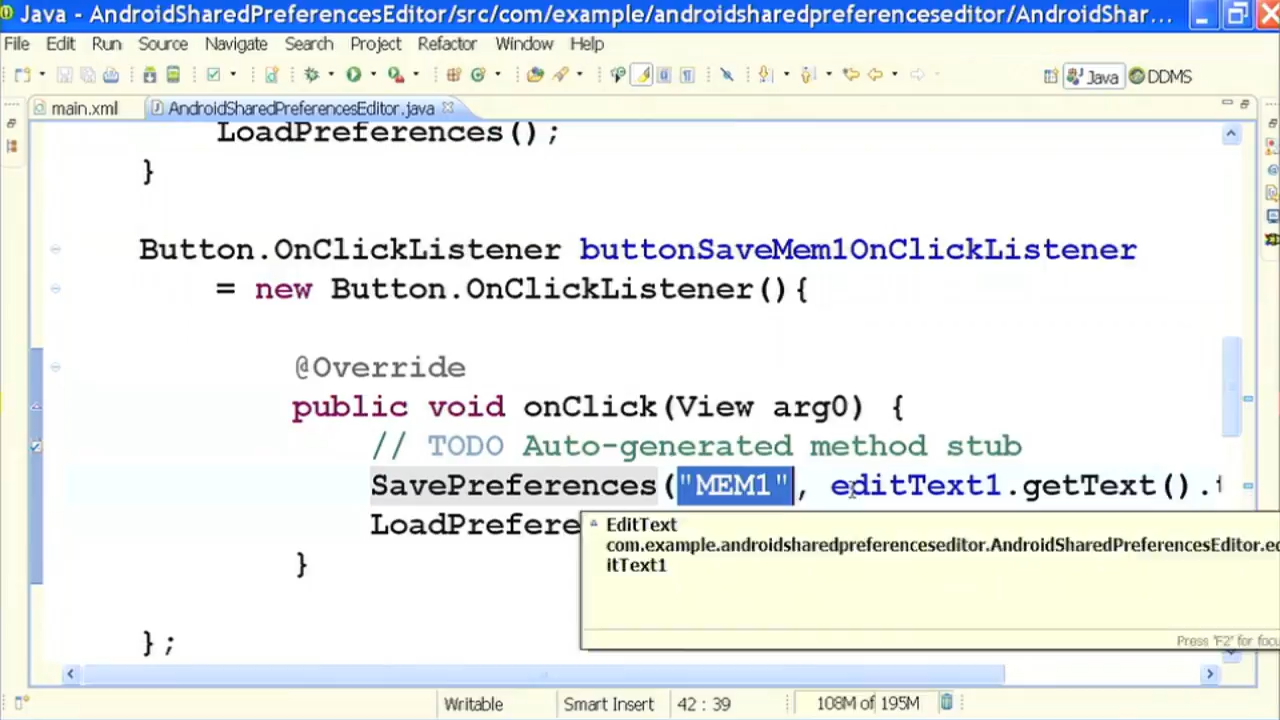 Java - AndroidSharedPreferencesEditor/src/com/example/androidsharedpreferenceseditor/AndroidShar...
File Edit Run Source Navigate Search Project Refactor Window Help
Java DDMS
main.xml AndroidSharedPreferencesEditor.java
LoadPreferences();
}
Button.OnClickListener buttonSaveMem1OnClickListener
= new Button.OnClickListener(){
@Override
public void onClick(View arg0) {
// TODO Auto-generated method stub
SavePreferences("MEM1", editText1.getText().
LoadPrefere
EditText
com.example.androidsharedpreferenceseditor.AndroidSharedPreferencesEditor.ed
itText1
}
Press 'F2' for focu
};
Writable Smart Insert 42 : 39 108M of 195M